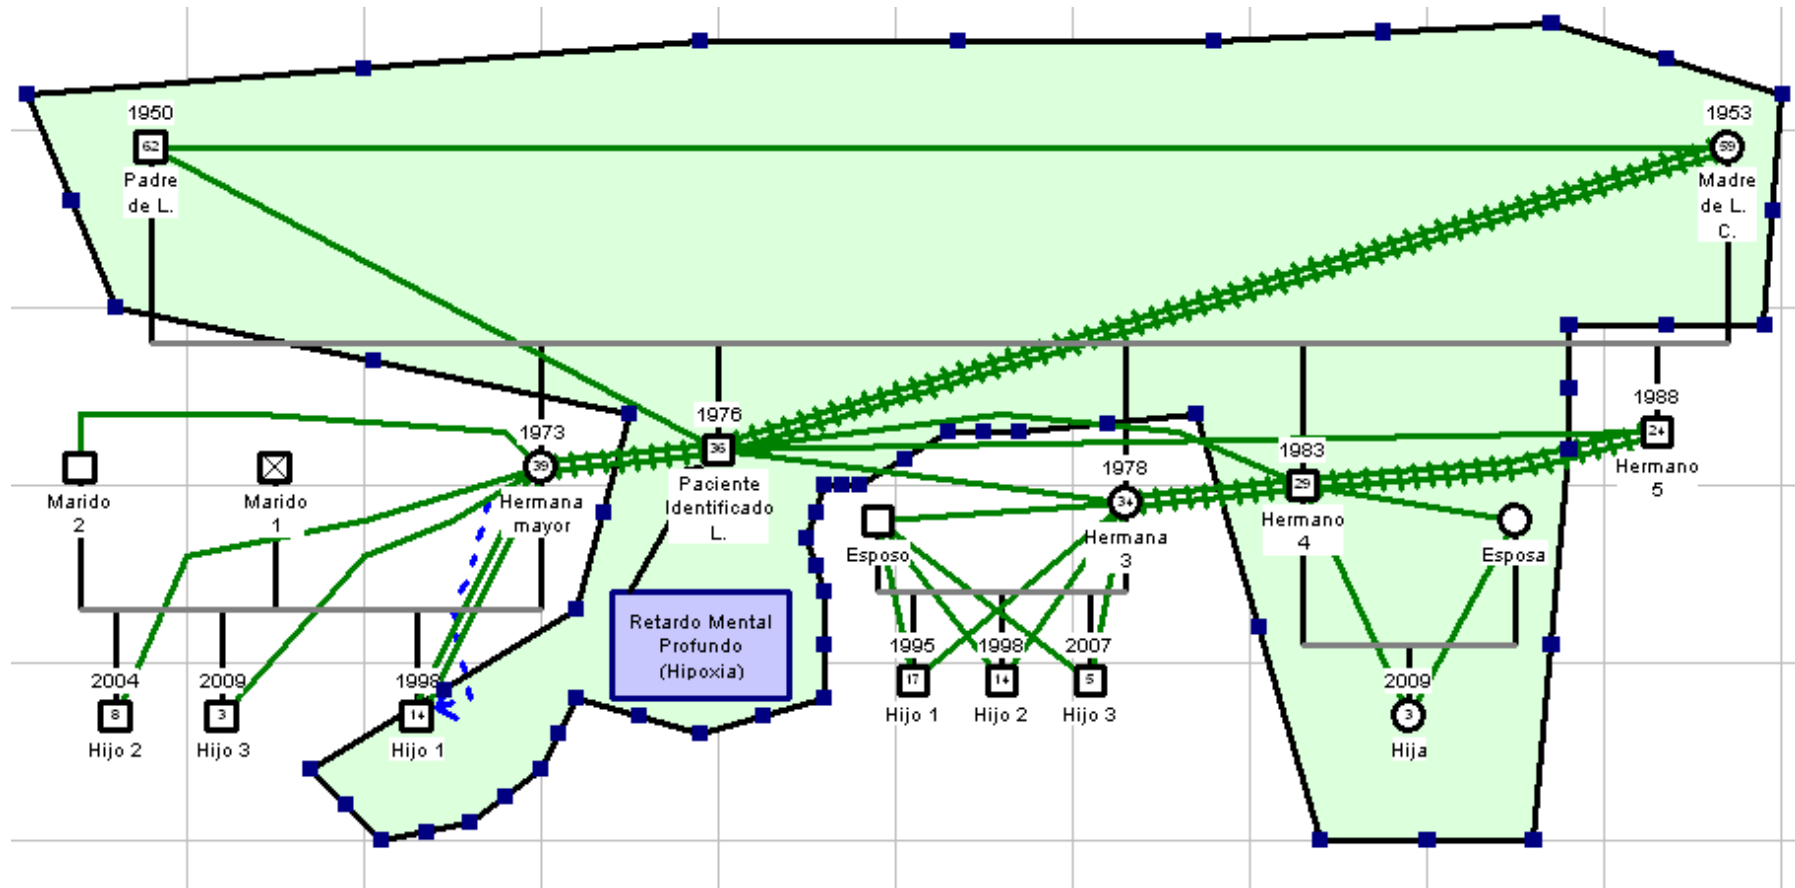 1950
62
Padre
de L.
1953
59
Madre
de L.
C.
1973
39
Hermana
mayor
1976
36
Paciente
Identificado
L.
1978
34
Hermana
3
1983
29
Hermano
4
1988
24
Hermano
5
Marido
2
Marido
1
Esposo
Esposa
Retardo Mental
Profundo
(Hipoxia)
2004
8
Hijo 2
2009
3
Hijo 3
1998
14
Hijo 1
1995
17
Hijo 1
1998
14
Hijo 2
2007
5
Hijo 3
2009
3
Hija